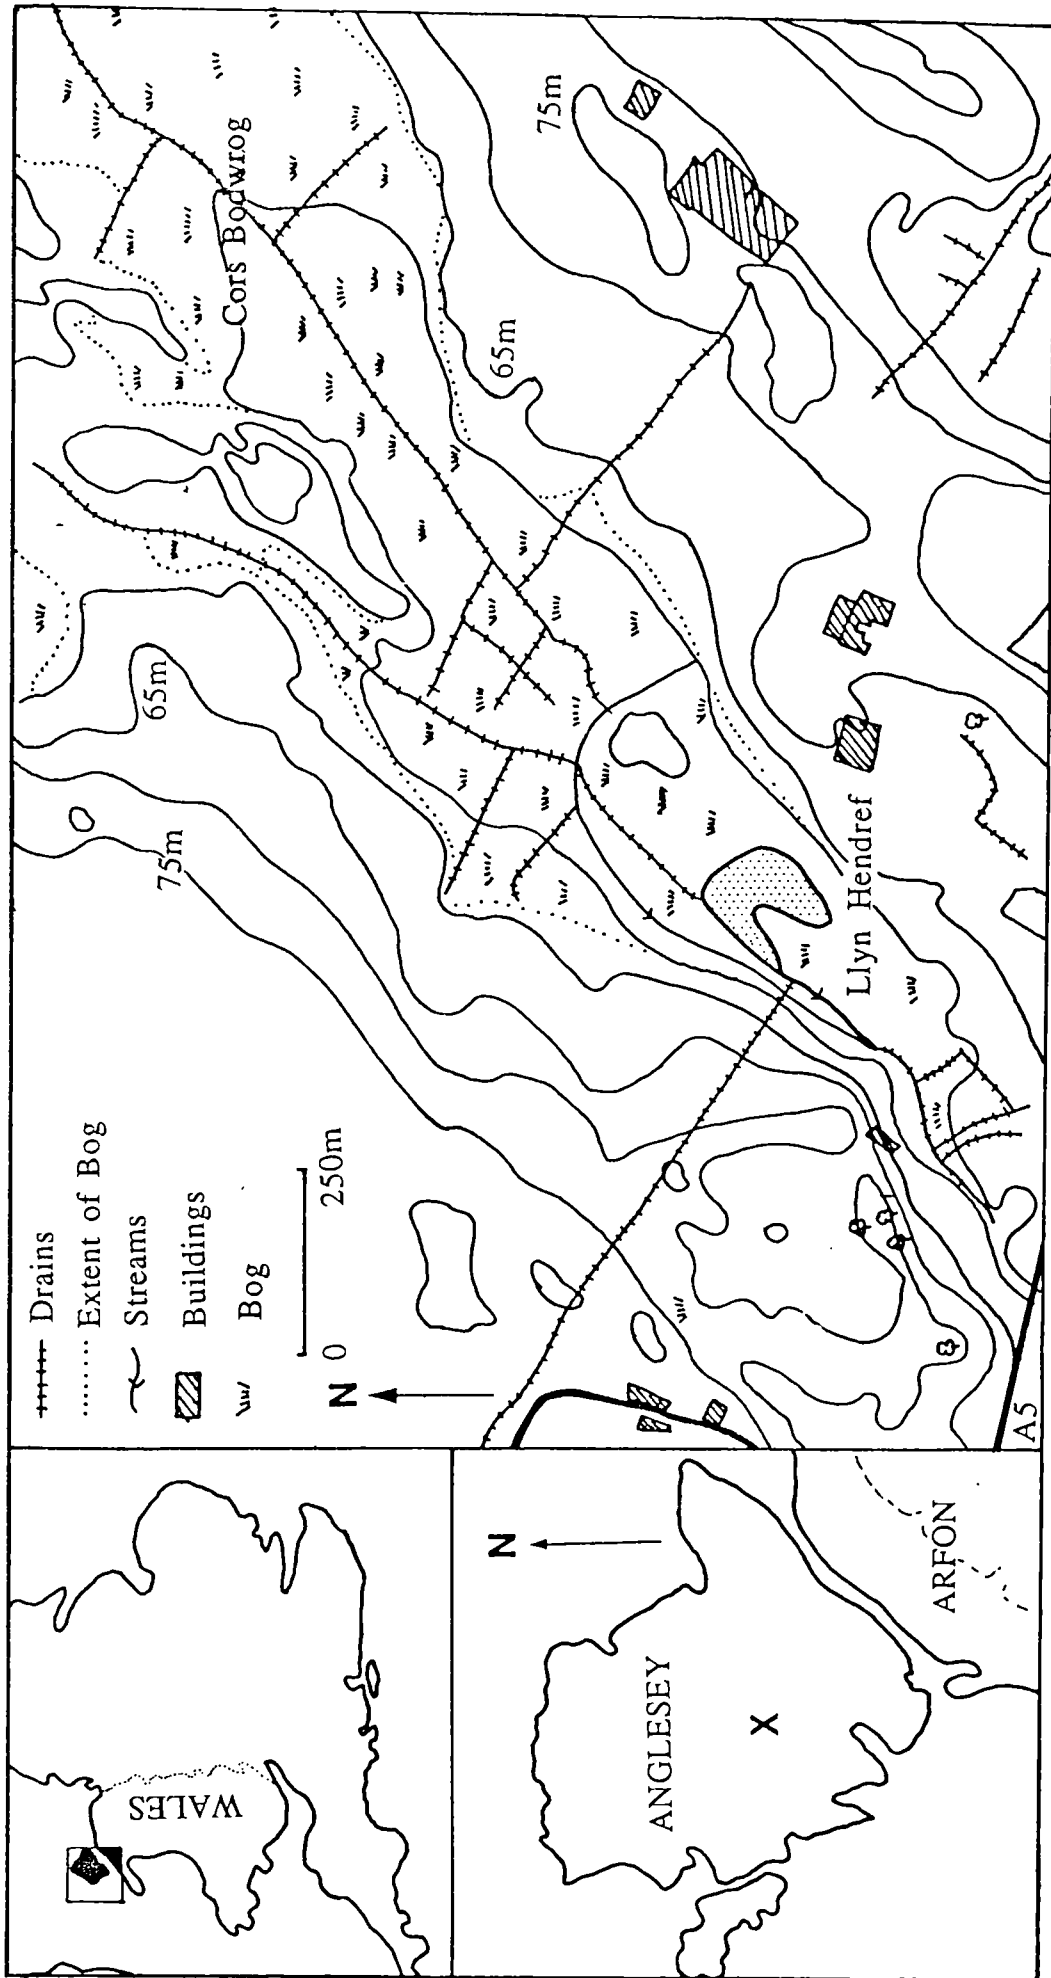 WALES
N
ANGLESEY
X
ARFON
Drains
Extent of Bog
Streams
Buildings
Bog
0 250m
N
75m
65m
Cors Bodwrog
65m
75m
Llyn Hendref
A5